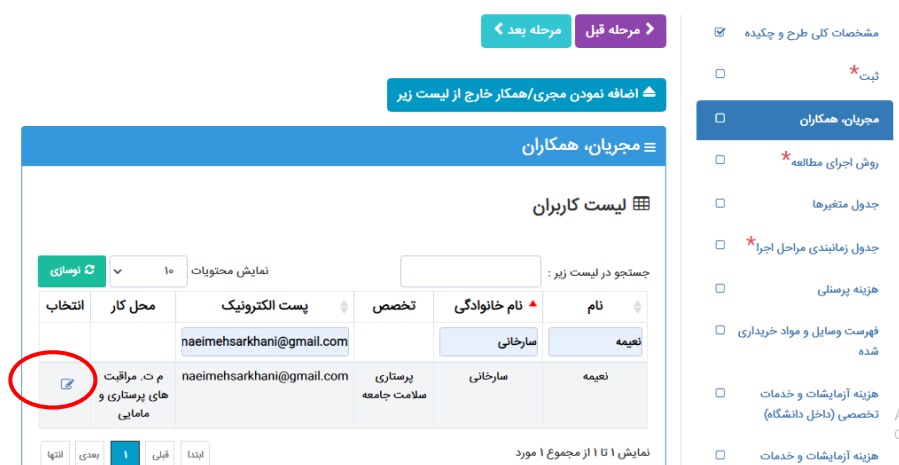 مشخصات کلی طرح و چکیده
ثبت*
مجریان، همکاران
روش اجرای مطالعه*
جدول متغیرها
جدول زمانبندی مراحل اجرا*
هزینه پرسنلی
فهرست وسایل و مواد خریداری
شده
هزینه آزمایشات و خدمات
تخصصی (داخل دانشگاه)
هزینه آزمایشات و خدمات
مرحله قبل
مرحله بعد
اضافه نمودن مجری/همکار خارج از لیست زیر
مجریان، همکاران
لیست کاربران
جستجو در لیست زیر :
نمایش محتویات ۱۰
نوسازی
نام نام خانوادگی تخصص پست الکترونیک محل کار انتخاب
نعیمه سارخانی naeimehsarkhani@gmail.com
نعیمه سارخانی پرستاری naeimehsarkhani@gmail.com م ت. مراقبت
سلامت جامعه های پرستاری و
مامایی
نمایش ۱ تا ۱ از مجموع ۱ مورد
ابتدا قبلی ۱ بعدی انتها